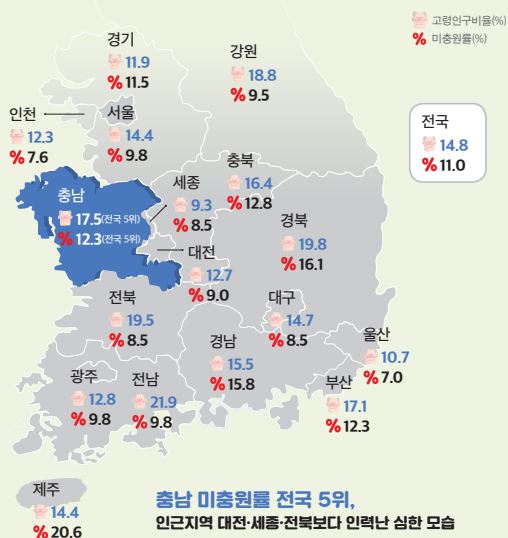 고령인구비율(%)
% 미충원률(%)
경기
11.9
% 11.5
강원
18.8
% 9.5
인천
12.3
% 7.6
서울
14.4
% 9.8
전국
14.8
% 11.0
충남
17.5(전국 5위)
% 12.3(전국 5위)
세종
9.3
% 8.5
충북
16.4
% 12.8
대전
12.7
% 9.0
경북
19.8
% 16.1
전북
19.5
% 8.5
대구
14.7
% 8.5
경남
15.5
% 15.8
울산
10.7
% 7.0
광주
12.8
% 9.8
전남
21.9
% 9.8
부산
17.1
% 12.3
제주
14.4
% 20.6
충남 미충원률 전국 5위,
인근지역 대전·세종·전북보다 인력난 심한 모습